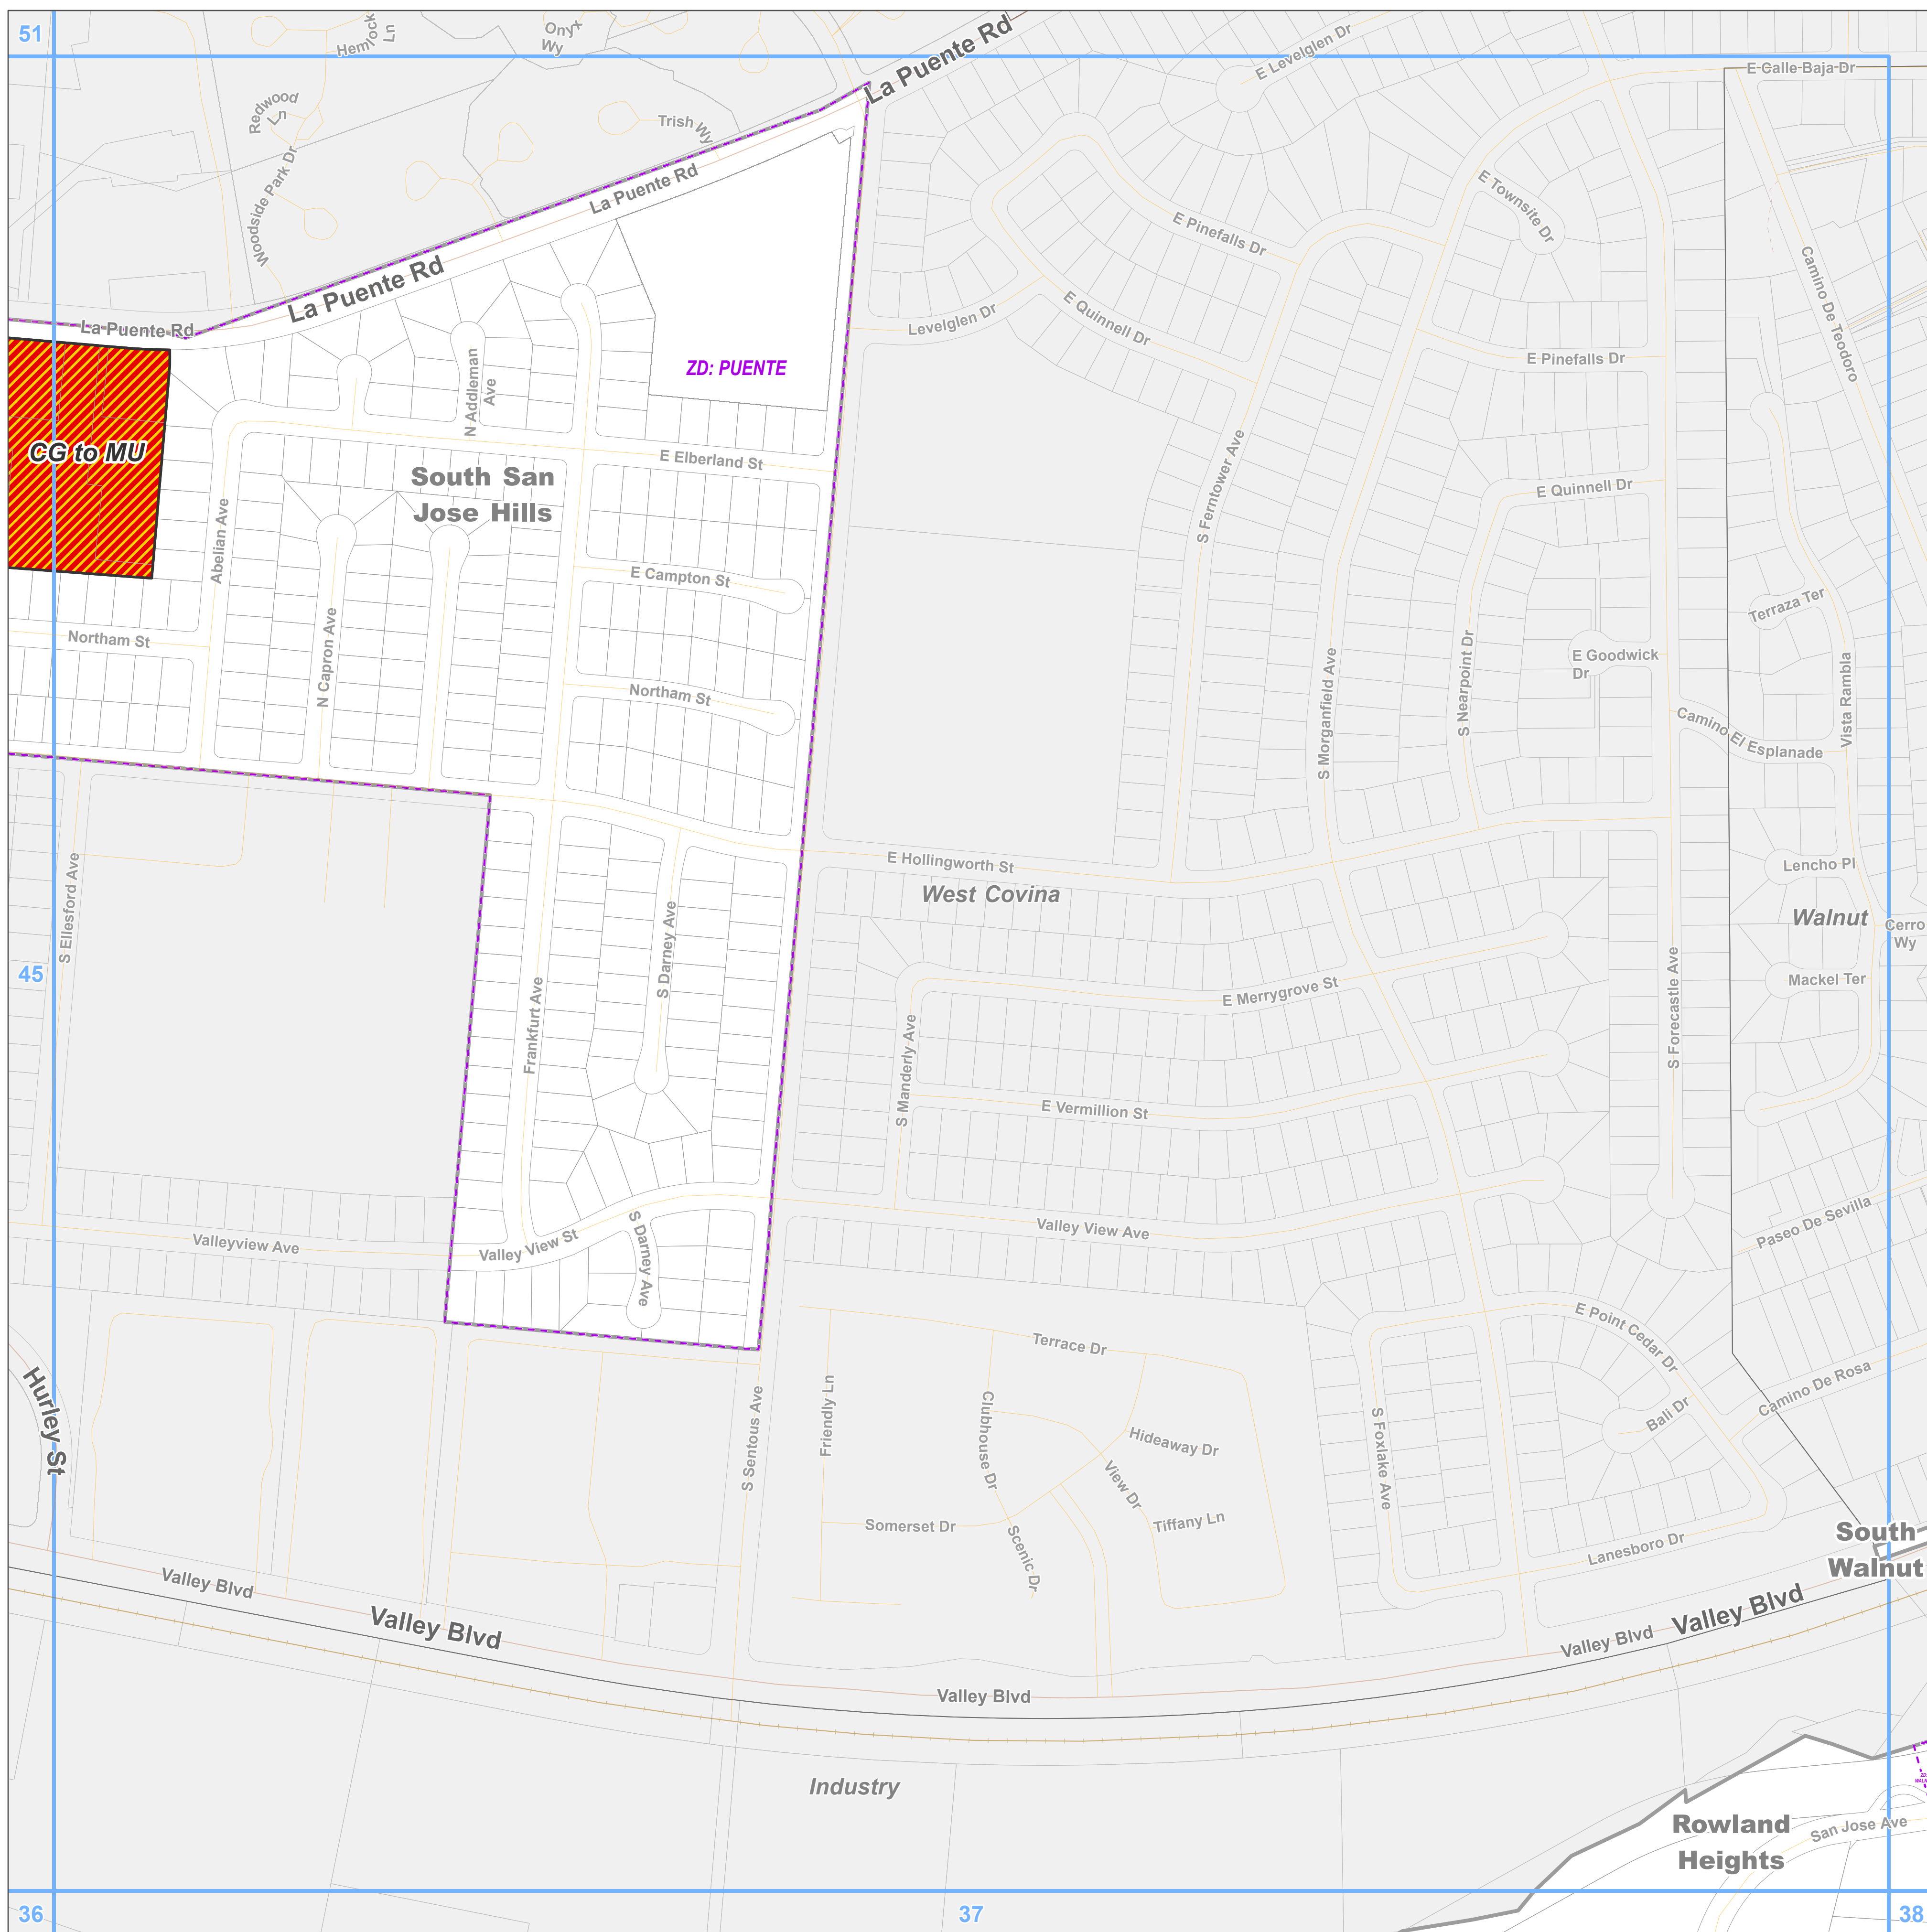 51
Hemlock
Ln
Onyx
Wy
La Puente Rd
E Levelglen Dr
E Calle Baja Dr
Redwood
Ln
Trish Wy
Woodside Park Dr
La Puente Rd
E Townsite Dr
E Pinefalls Dr
Camino De Teodoro
La Puente Rd
La Puente Rd
Levelglen Dr
E Quinnell Dr
E Pinefalls Dr
ZD: PUENTE
N Addleman
Ave
CG to MU
E Elberland St
South San
Jose Hills
S Ferntower Ave
E Quinnell Dr
Abelian Ave
E Campton St
Terraza Ter
Northam St
N Capron Ave
Northam St
S Morganfield Ave
S Nearpoint Dr
E Goodwick
Dr
Vista Rambla
Camino El Esplanade
E Hollingworth St
West Covina
Lencho Pl
Walnut
Cerro
Wy
S Ellesford Ave
45
S Darney Ave
Frankfurt Ave
E Merrygrove St
S Forecastle Ave
Mackel Ter
S Manderly Ave
E Vermillion St
Valleyview Ave
Valley View St
S Darney Ave
Valley View Ave
Paseo De Sevilla
E Point Cedar Dr
Terrace Dr
Hurley St
Friendly Ln
S Sentous Ave
Clubhouse Dr
Hideaway Dr
View Dr
S Foxlake Ave
Bali Dr
Camino De Rosa
Somerset Dr
Scenic Dr
Tiffany Ln
Lanesboro Dr
South
Walnut
Valley Blvd
Valley Blvd
Valley Blvd
Valley Blvd
Valley Blvd
Industry
Rowland
Heights
San Jose Ave
36
37
38